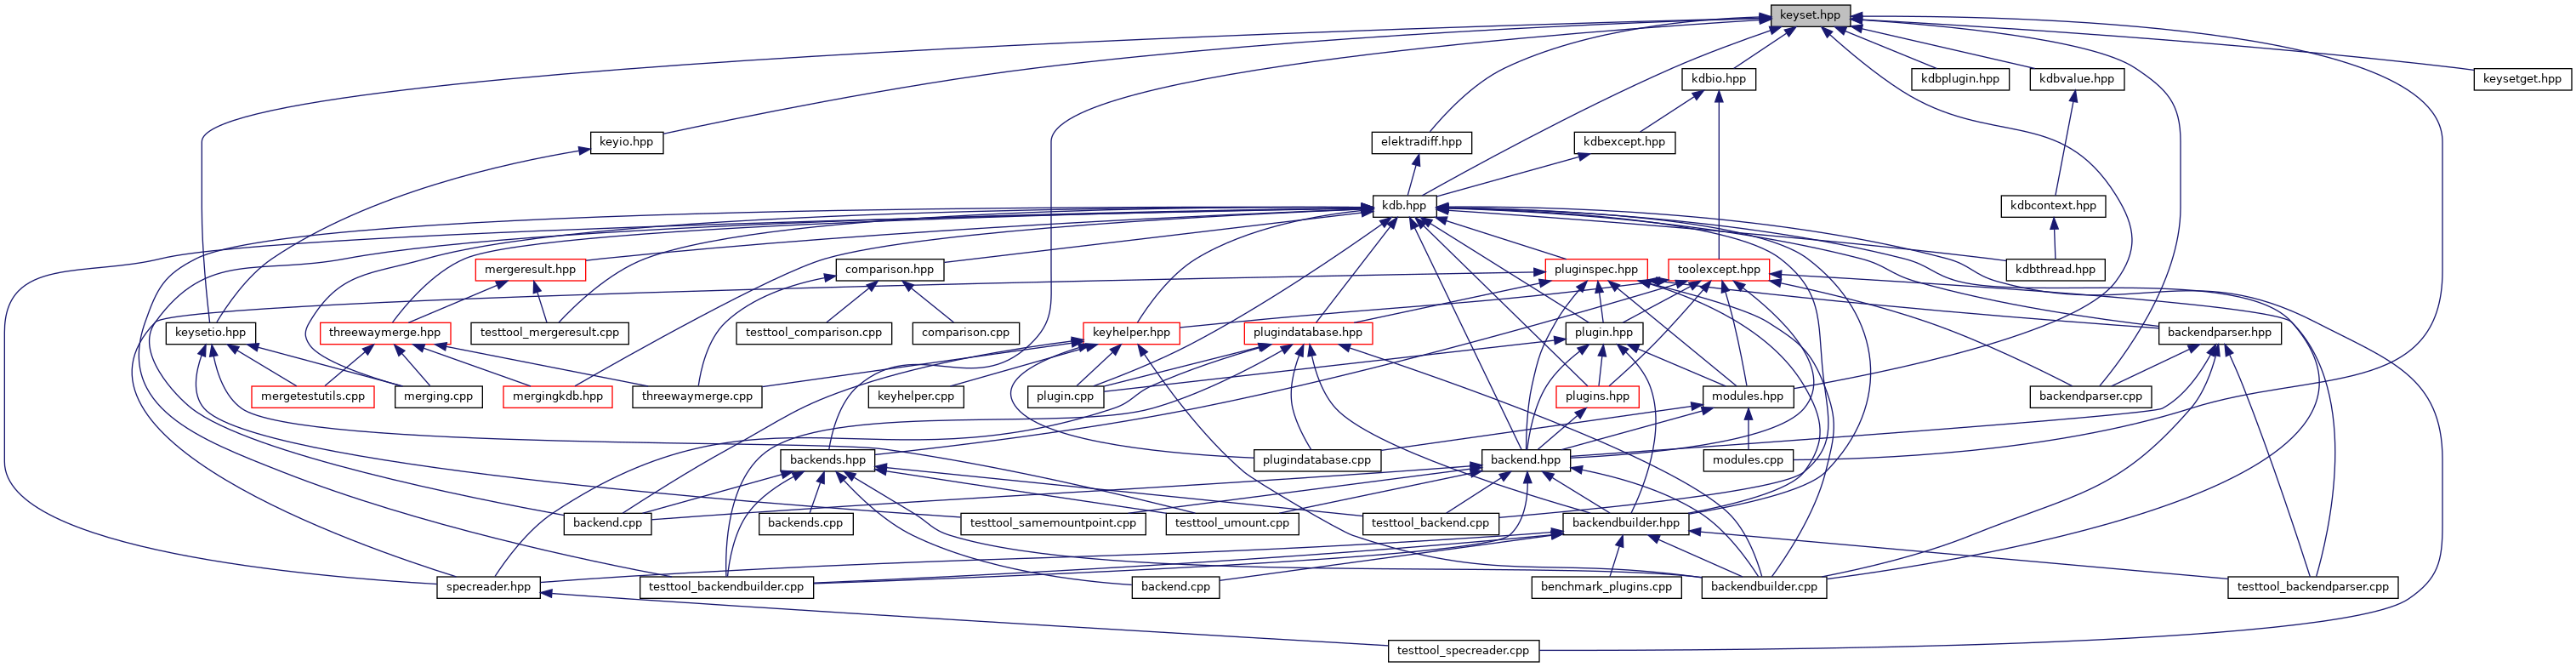 keyset.hpp
kdbio.hpp
kdbplugin.hpp
kdbvalue.hpp
keysetget.hpp
keyio.hpp
elektradiff.hpp
kdbexcept.hpp
kdb.hpp
kdbcontext.hpp
mergeresult.hpp
comparison.hpp
pluginspec.hpp
toolexcept.hpp
kdbthread.hpp
keysetio.hpp
threewaymerge.hpp
testtool_mergeresult.cpp
testtool_comparison.cpp
comparison.cpp
keyhelper.hpp
plugindatabase.hpp
plugin.hpp
backendparser.hpp
mergetestutils.cpp
merging.cpp
mergingkdb.hpp
threewaymerge.cpp
keyhelper.cpp
plugin.cpp
plugins.hpp
modules.hpp
backendparser.cpp
backends.hpp
plugindatabase.cpp
backend.hpp
modules.cpp
backend.cpp
backends.cpp
testtool_samemountpoint.cpp
testtool_umount.cpp
testtool_backend.cpp
backendbuilder.hpp
specreader.hpp
testtool_backendbuilder.cpp
backend.cpp
benchmark_plugins.cpp
backendbuilder.cpp
testtool_backendparser.cpp
testtool_specreader.cpp